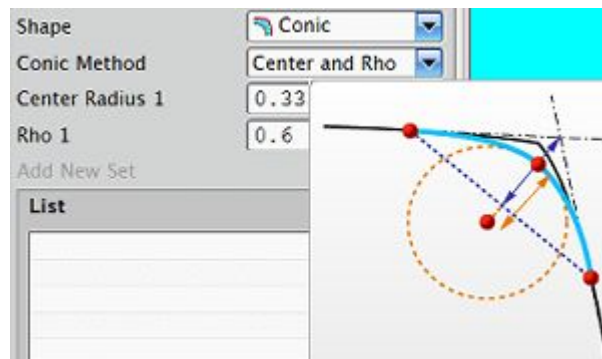 Shape Conic
Conic Method Center and Rho
Center Radius 1 0.33
Rho 1 0.6
Add New Set
List